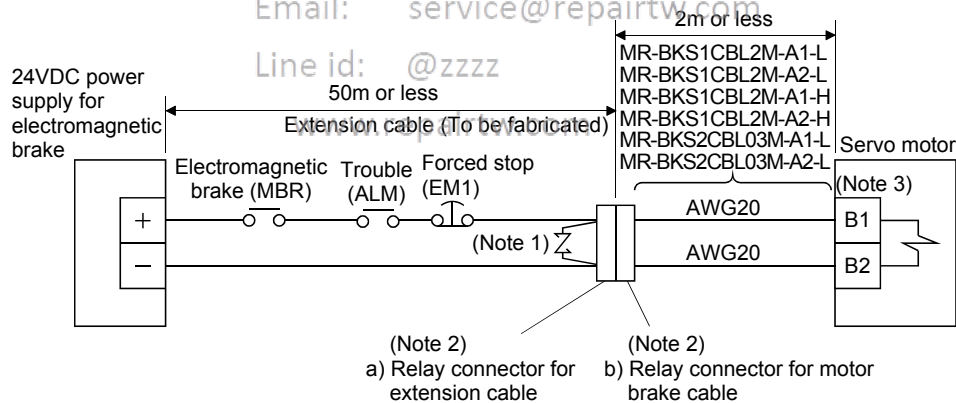 Email: service@repairtw.com
2m or less
Line id: @zzzz
MR-BKS1CBL2M-A1-L
MR-BKS1CBL2M-A2-L
MR-BKS1CBL2M-A1-H
MR-BKS1CBL2M-A2-H
MR-BKS2CBL03M-A1-L
MR-BKS2CBL03M-A2-L
24VDC power
supply for
electromagnetic
brake
50m or less
www.repairtw.com
Extension cable (To be fabricated)
Servo motor
Electromagnetic
brake (MBR)
Trouble
(ALM)
Forced stop
(EM1)
(Note 3)
+
AWG20
B1
(Note 1)
−
AWG20
B2
(Note 2)
a) Relay connector for
extension cable
(Note 2)
b) Relay connector for motor
brake cable